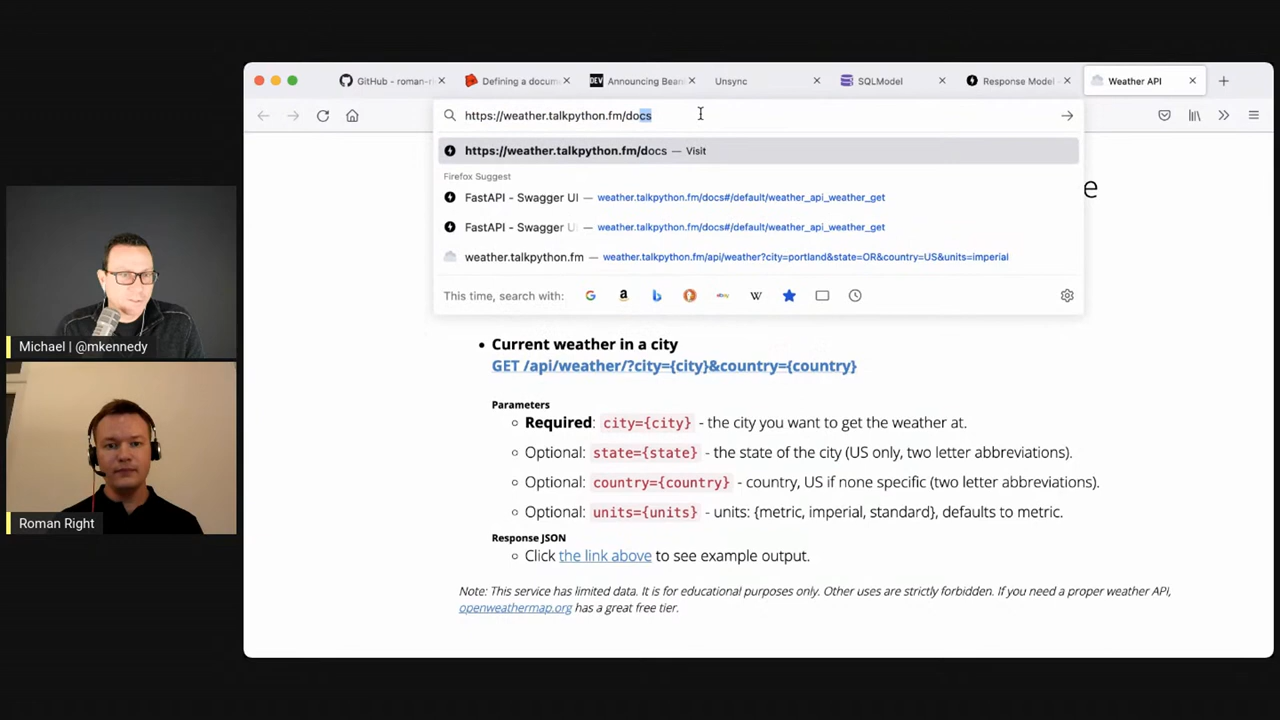 GitHub - roman-ri
Defining a docum
DEV
Announcing Bean
Unsync
SQLModel
Response Model -
Weather API
https://weather.talkpython.fm/docs
https://weather.talkpython.fm/docs — Visit
Firefox Suggest
FastAPI - Swagger UI — weather.talkpython.fm/docs#/default/weather_api_weather_get
FastAPI - Swagger U — weather.talkpython.fm/docs#/default/weather_api_weather_get
weather.talkpython.fm — weather.talkpython.fm/api/weather?city=portland&state=OR&country=US&units=imperial
This time, search with:
e
Current weather in a city
GET /api/weather/?city={city}&country={country}
Parameters
Required: city={city} - the city you want to get the weather at.
Optional: state={state} - the state of the city (US only, two letter abbreviations).
Optional: country={country} - country, US if none specific (two letter abbreviations).
Optional: units={units} - units: {metric, imperial, standard}, defaults to metric.
Response JSON
Click the link above to see example output.
Note: This service has limited data. It is for educational purposes only. Other uses are strictly forbidden. If you need a proper weather API,
openweathermap.org has a great free tier.
Michael | @mkennedy
Roman Right